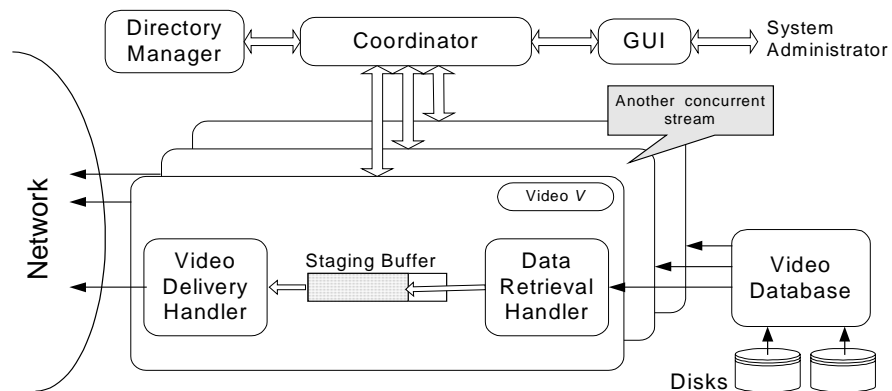 Directory
Manager
Coordinator
GUI
System
Administrator
Another concurrent
stream
Network
Video V
Video
Delivery
Handler
Staging Buffer
Data
Retrieval
Handler
Video
Database
Disks